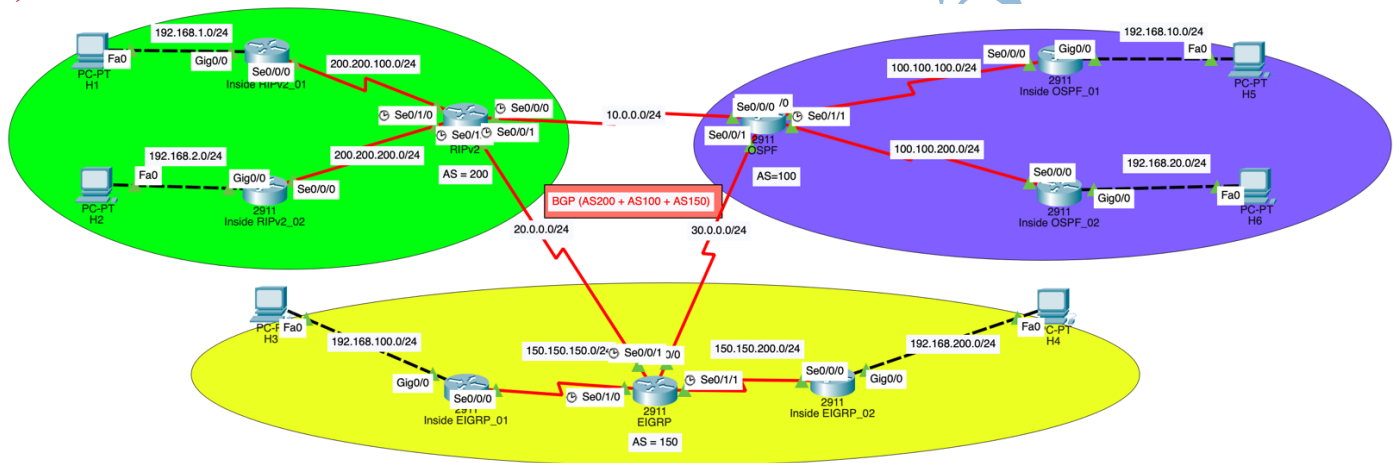 192.168.1.0/24
Fa0
PC-PT
H1
Gig0/0
Se0/0/0
Inside RIPv2_01
200.200.100.0/24
Se0/1/0
Se0/0/0
Se0/0/1
RIPv2
AS = 200
192.168.2.0/24
Fa0
PC-PT
H2
Gig0/0
Se0/0/0
2911
Inside RIPv2_02
200.200.200.0/24
10.0.0.0/24
Se0/0/0
Se0/1/1
Se0/0/1
2911
OSPF
AS=100
100.100.100.0/24
Se0/0/0
Gig0/0
2911
Inside OSPF_01
192.168.10.0/24
Fa0
PC-PT
H5
100.100.200.0/24
Se0/0/0
Gig0/0
2911
Inside OSPF_02
192.168.20.0/24
Fa0
PC-PT
H6
BGP (AS200 + AS100 + AS150)
20.0.0.0/24
30.0.0.0/24
H3
Fa0
192.168.100.0/24
Gig0/0
Se0/0/0
2911
Inside EIGRP_01
Se0/0/1
Se0/1/0
2911
EIGRP
AS = 150
150.150.200.0/24
Se0/1/1
Se0/0/0
Gig0/0
2911
Inside EIGRP_02
192.168.200.0/24
Fa0
H4